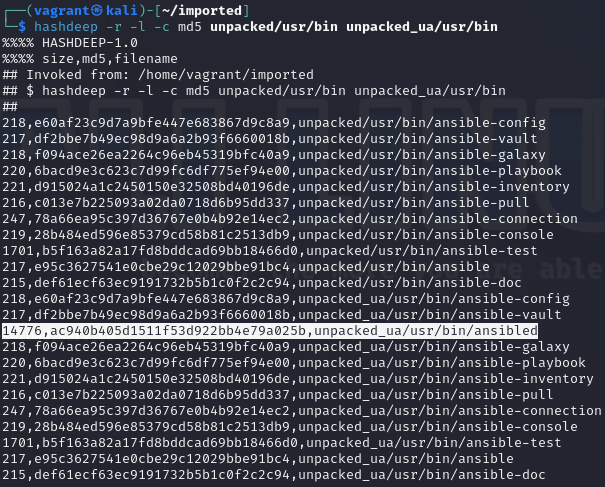 ┌──(vagrant㉿kali)-[~/imported]
└─$ hashdeep -r -l -c md5 unpacked/usr/bin unpacked_ua/usr/bin
%%%% HASHDEEP-1.0
%%%% size,md5,filename
## Invoked from: /home/vagrant/imported
## $ hashdeep -r -l -c md5 unpacked/usr/bin unpacked_ua/usr/bin
##
218,e60af23c9d7a9bfe447e683867d9c8a9,unpacked/usr/bin/ansible-config
217,df2bbe7b49ec98d9a6a2b93f6660018b,unpacked/usr/bin/ansible-vault
218,f094ace26ea2264c96eb45319bfc40a9,unpacked/usr/bin/ansible-galaxy
220,6bacd9e3c623c7d99fc6df775ef94e00,unpacked/usr/bin/ansible-playbook
221,d915024a1c2450150e32508bd40196de,unpacked/usr/bin/ansible-inventory
216,c013e7b225093a02da0718d6b95dd337,unpacked/usr/bin/ansible-pull
247,78a66ea95c397d36767e0b4b92e14ec2,unpacked/usr/bin/ansible-connection
219,28b484ed596e85379cd58b81c2513db9,unpacked/usr/bin/ansible-console
1701,b5f163a82a17fd8bddcad69bb18466d0,unpacked/usr/bin/ansible-test
217,e95c3627541e0cbe29c12029bbe91bc4,unpacked/usr/bin/ansible
215,def61ecf63ec9191732b5b1c0f2c2c94,unpacked/usr/bin/ansible-doc
218,e60af23c9d7a9bfe447e683867d9c8a9,unpacked_ua/usr/bin/ansible-config
217,df2bbe7b49ec98d9a6a2b93f6660018b,unpacked_ua/usr/bin/ansible-vault
14776,ac940b405d1511f53d922bb4e79a025b,unpacked_ua/usr/bin/ansibled
218,f094ace26ea2264c96eb45319bfc40a9,unpacked_ua/usr/bin/ansible-galaxy
220,6bacd9e3c623c7d99fc6df775ef94e00,unpacked_ua/usr/bin/ansible-playbook
221,d915024a1c2450150e32508bd40196de,unpacked_ua/usr/bin/ansible-inventory
216,c013e7b225093a02da0718d6b95dd337,unpacked_ua/usr/bin/ansible-pull
247,78a66ea95c397d36767e0b4b92e14ec2,unpacked_ua/usr/bin/ansible-connection
219,28b484ed596e85379cd58b81c2513db9,unpacked_ua/usr/bin/ansible-console
1701,b5f163a82a17fd8bddcad69bb18466d0,unpacked_ua/usr/bin/ansible-test
217,e95c3627541e0cbe29c12029bbe91bc4,unpacked_ua/usr/bin/ansible
215,def61ecf63ec9191732b5b1c0f2c2c94,unpacked_ua/usr/bin/ansible-doc